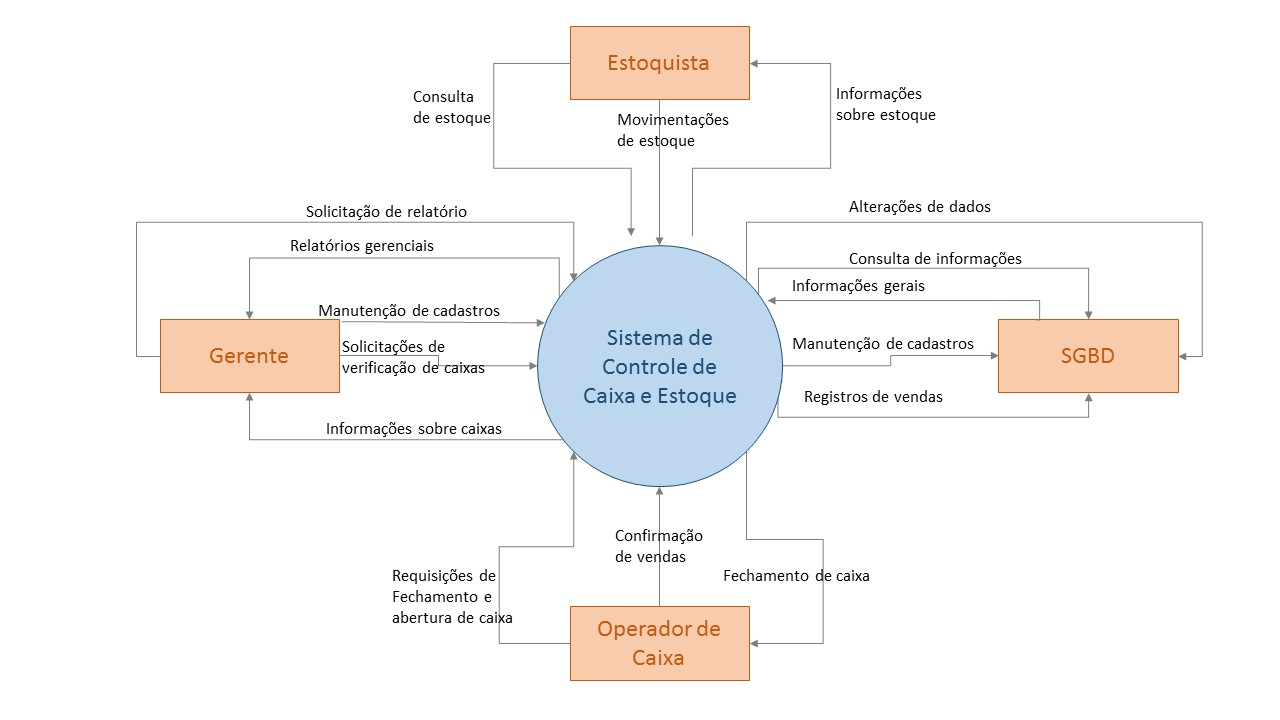 Estoquista
Consulta
de estoque
Movimentações
de estoque
Informações
sobre estoque
Solicitação de relatório
Alterações de dados
Relatórios gerenciais
Consulta de informações
Informações gerais
Manutenção de cadastros
Gerente
Solicitações de
verificação de caixas
Sistema de
Controle de
Caixa e Estoque
Manutenção de cadastros
SGBD
Registros de vendas
Informações sobre caixas
Confirmação
de vendas
Requisições de
Fechamento e
abertura de caixa
Fechamento de caixa
Operador de
Caixa